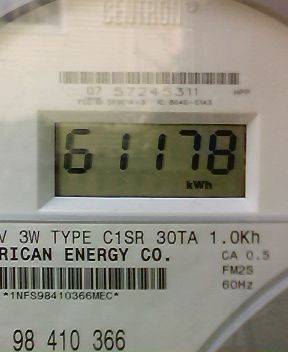 CENTRON
07 57245311 HPP
61178
kWh
V 3W TYPE C1SR 30TA 1.0Kh
RICAN ENERGY CO. CA 0.5
FM2S
60Hz
*1NFS98410366MEC*
98 410 366